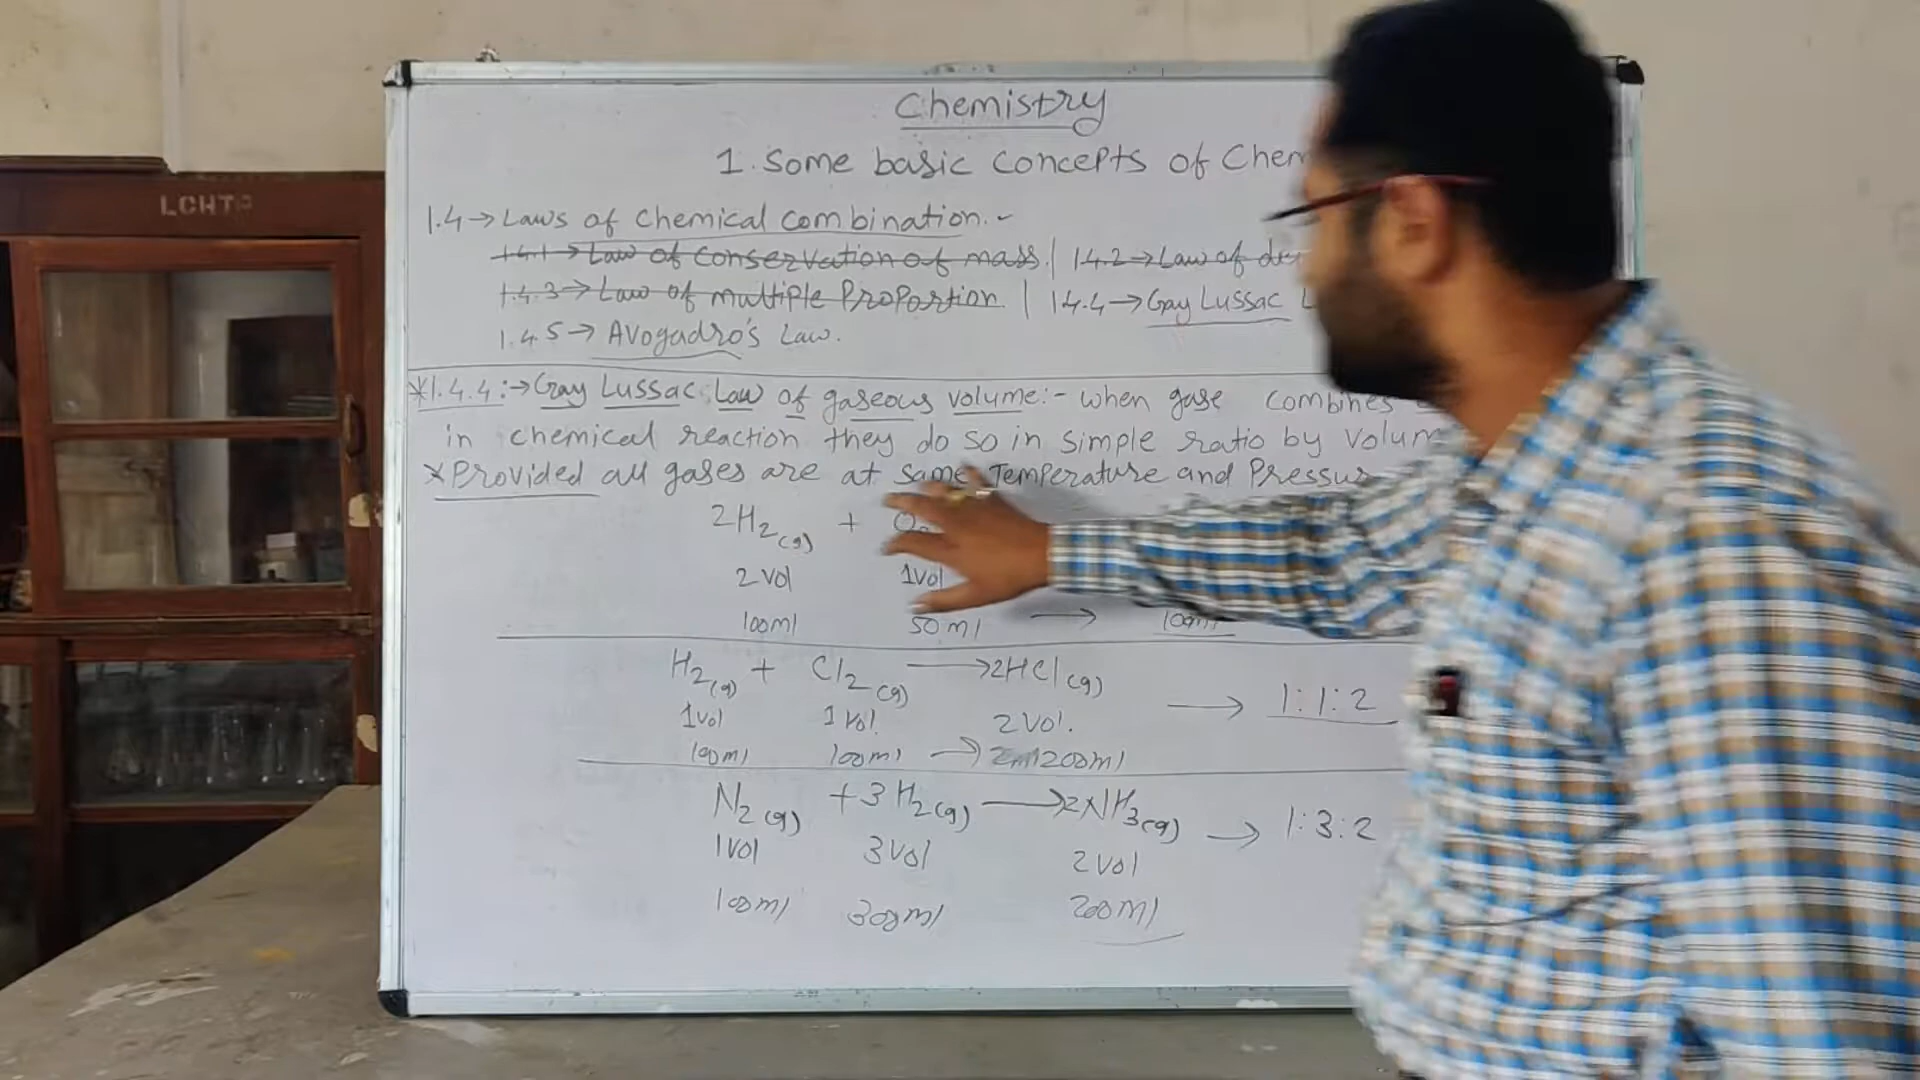 LCHTA
Chemistry
1. Some basic Concepts of Chem
1.4 → Laws of Chemical Combination.-
1.4.1 → Law of Conservation of mass. | 1.4.2 → Law of de
1.4.3 → Law of multiple Proportion | 1.4.4 → Gay Lussac L
1.4.5 → Avogadro's Law.
*1.4.4 :→ Gay Lussac Law of gaseous volume:- when gase combines
in chemical reaction they do so in simple ratio by volum
*Provided all gases are at same Temperature and Pressur
2H2(g) + O2
2 vol 1 vol
100ml 50 ml → 100ml
H2(g) + Cl2(g) → 2HCl(g) → 1:1:2
1 vol 1 vol. 2 vol.
100ml 100ml → 200ml
N2(g) + 3H2(g) → 2NH3(g) → 1:3:2
1 vol 3 vol 2 vol
100ml 300ml 200ml